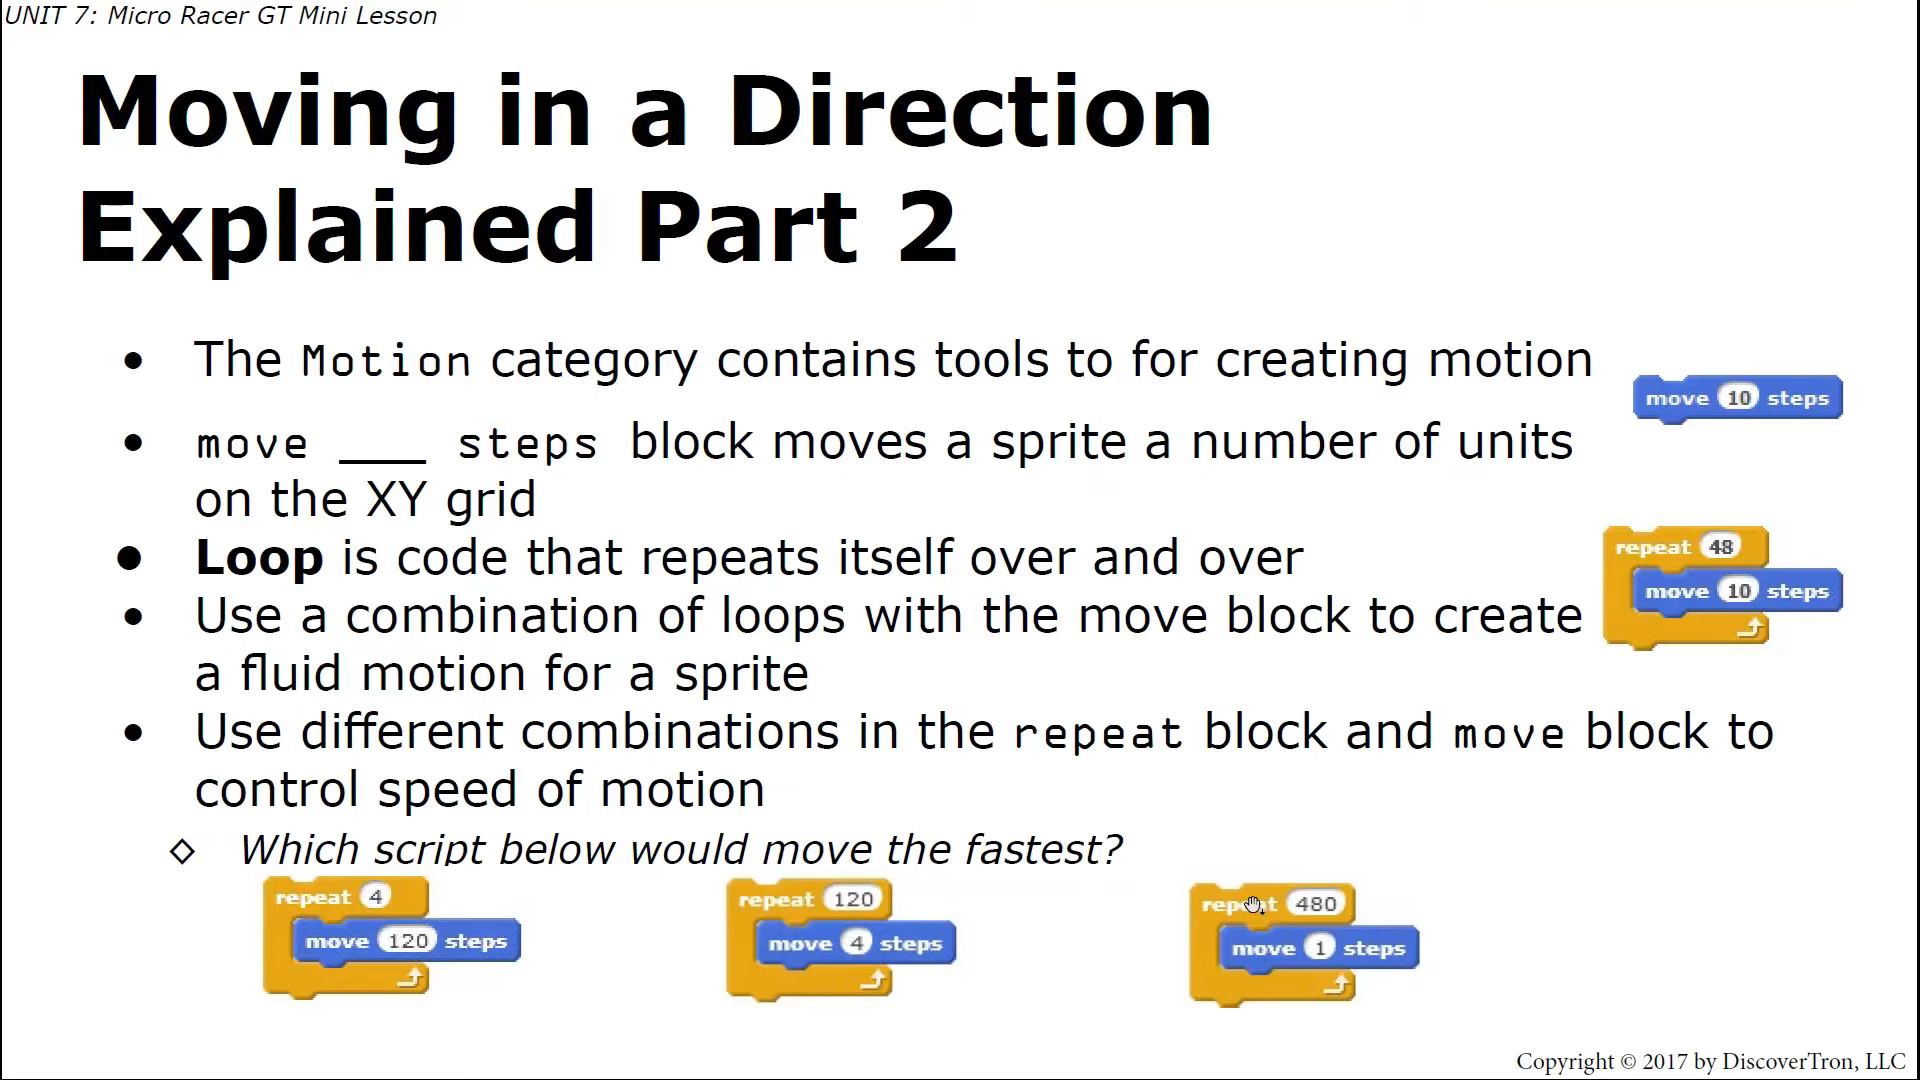 UNIT 7: Micro Racer GT Mini Lesson
Moving in a Direction
Explained Part 2
• The Motion category contains tools to for creating motion
move 10 steps
• move ___ steps block moves a sprite a number of units
on the XY grid
• Loop is code that repeats itself over and over
repeat 48
move 10 steps
• Use a combination of loops with the move block to create
a fluid motion for a sprite
• Use different combinations in the repeat block and move block to
control speed of motion
◇ Which script below would move the fastest?
repeat 4
move 120 steps
repeat 120
move 4 steps
repeat 480
move 1 steps
Copyright © 2017 by DiscoverTron, LLC